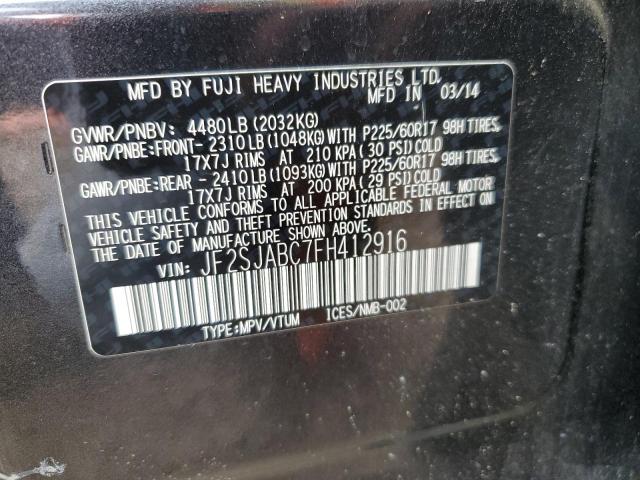 MFD BY FUJI HEAVY INDUSTRIES LTD.
MFD IN 03/14
GVWR/PNBV: 4480LB (2032KG)
GAWR/PNBE:FRONT- 2310LB (1048KG)WITH P225/60R17 98H TIRES,
17X7J RIMS AT 210 KPA (30 PSI) COLD
GAWR/PNBE:REAR - 2410LB (1093KG)WITH P225/60R17 98H TIRES,
17X7J RIMS AT 200 KPA (29 PSI) COLD
THIS VEHICLE CONFORMS TO ALL APPLICABLE FEDERAL MOTOR
VEHICLE SAFETY AND THEFT PREVENTION STANDARDS IN EFFECT ON
THE DATE OF MANUFACTURE SHOWN ABOVE.
VIN: JF2SJABC7FH412916
TYPE:MPV/VTUM ICES/NMB-002